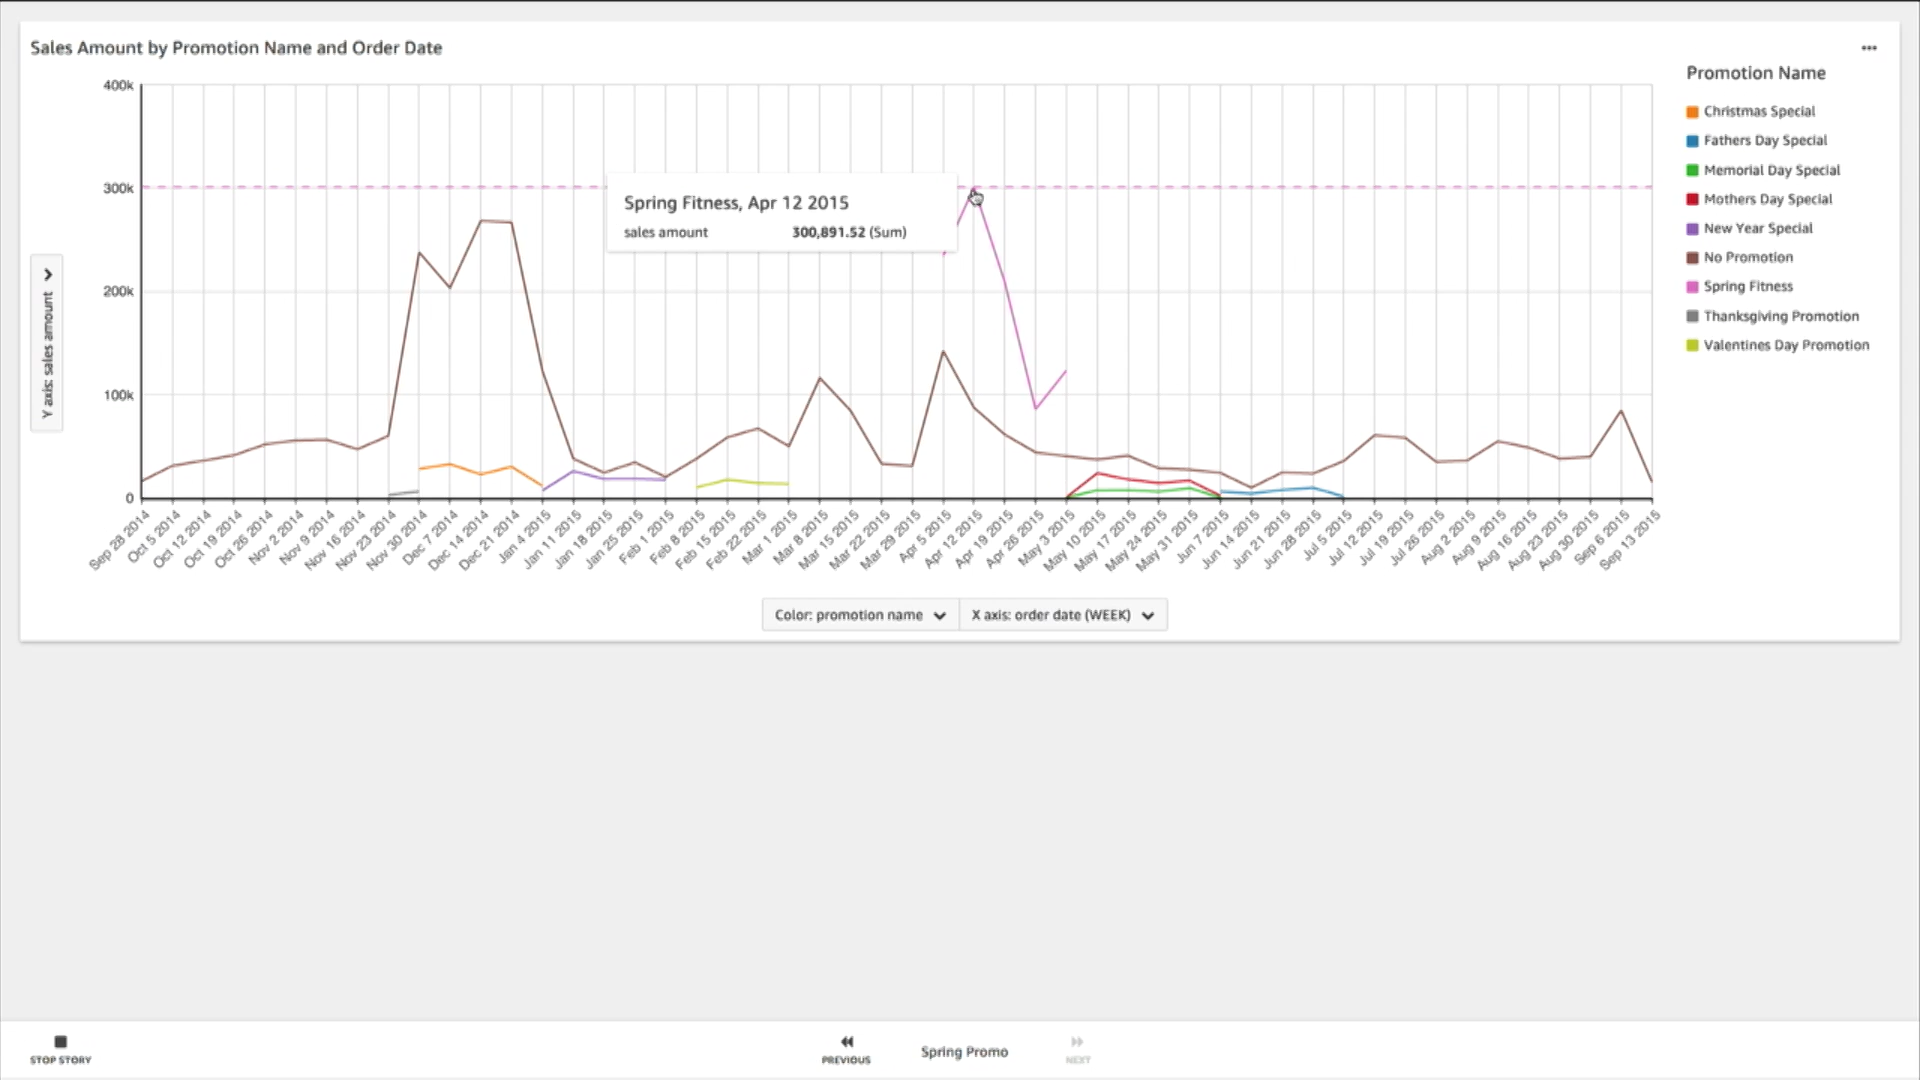 Sales Amount by Promotion Name and Order Date
Promotion Name
Christmas Special
Fathers Day Special
Memorial Day Special
Mothers Day Special
New Year Special
No Promotion
Spring Fitness
Thanksgiving Promotion
Valentines Day Promotion
400k
300k
200k
100k
0
Y axis: sales amount
Spring Fitness, Apr 12 2015
sales amount 300,891.52 (Sum)
Sep 28 2014
Oct 5 2014
Oct 12 2014
Oct 19 2014
Oct 26 2014
Nov 2 2014
Nov 9 2014
Nov 16 2014
Nov 23 2014
Nov 30 2014
Dec 7 2014
Dec 14 2014
Dec 21 2014
Jan 4 2015
Jan 11 2015
Jan 18 2015
Jan 25 2015
Feb 1 2015
Feb 8 2015
Feb 15 2015
Feb 22 2015
Mar 1 2015
Mar 8 2015
Mar 15 2015
Mar 22 2015
Mar 29 2015
Apr 5 2015
Apr 12 2015
Apr 19 2015
Apr 26 2015
May 3 2015
May 10 2015
May 17 2015
May 24 2015
May 31 2015
Jun 7 2015
Jun 14 2015
Jun 21 2015
Jun 28 2015
Jul 5 2015
Jul 12 2015
Jul 19 2015
Jul 26 2015
Aug 2 2015
Aug 9 2015
Aug 16 2015
Aug 23 2015
Aug 30 2015
Sep 6 2015
Sep 13 2015
Color: promotion name
X axis: order date (WEEK)
STOP STORY
PREVIOUS
Spring Promo
NEXT